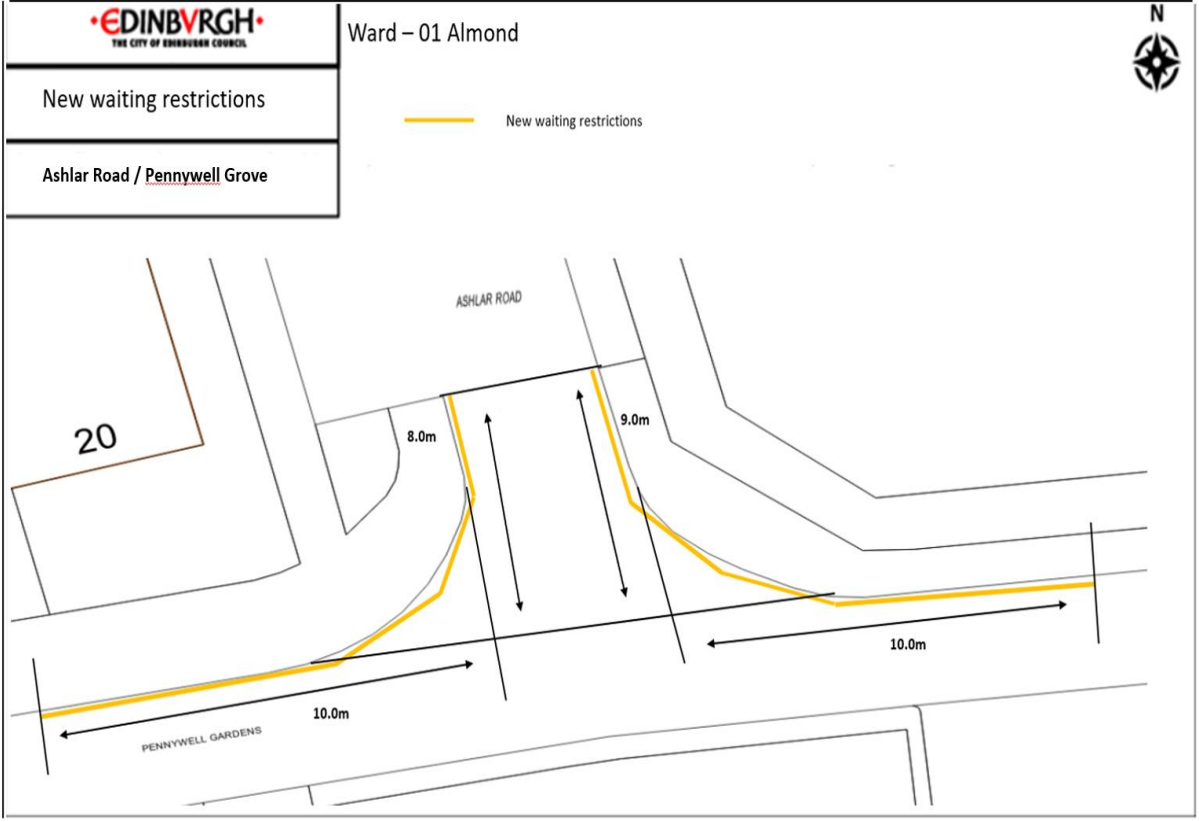 •EDINBVRGH•
THE CITY OF EDINBURGH COUNCIL
Ward – 01 Almond
N
New waiting restrictions
New waiting restrictions
Ashlar Road / Pennywell Grove
ASHLAR ROAD
20
8.0m
9.0m
10.0m
10.0m
PENNYWELL GARDENS